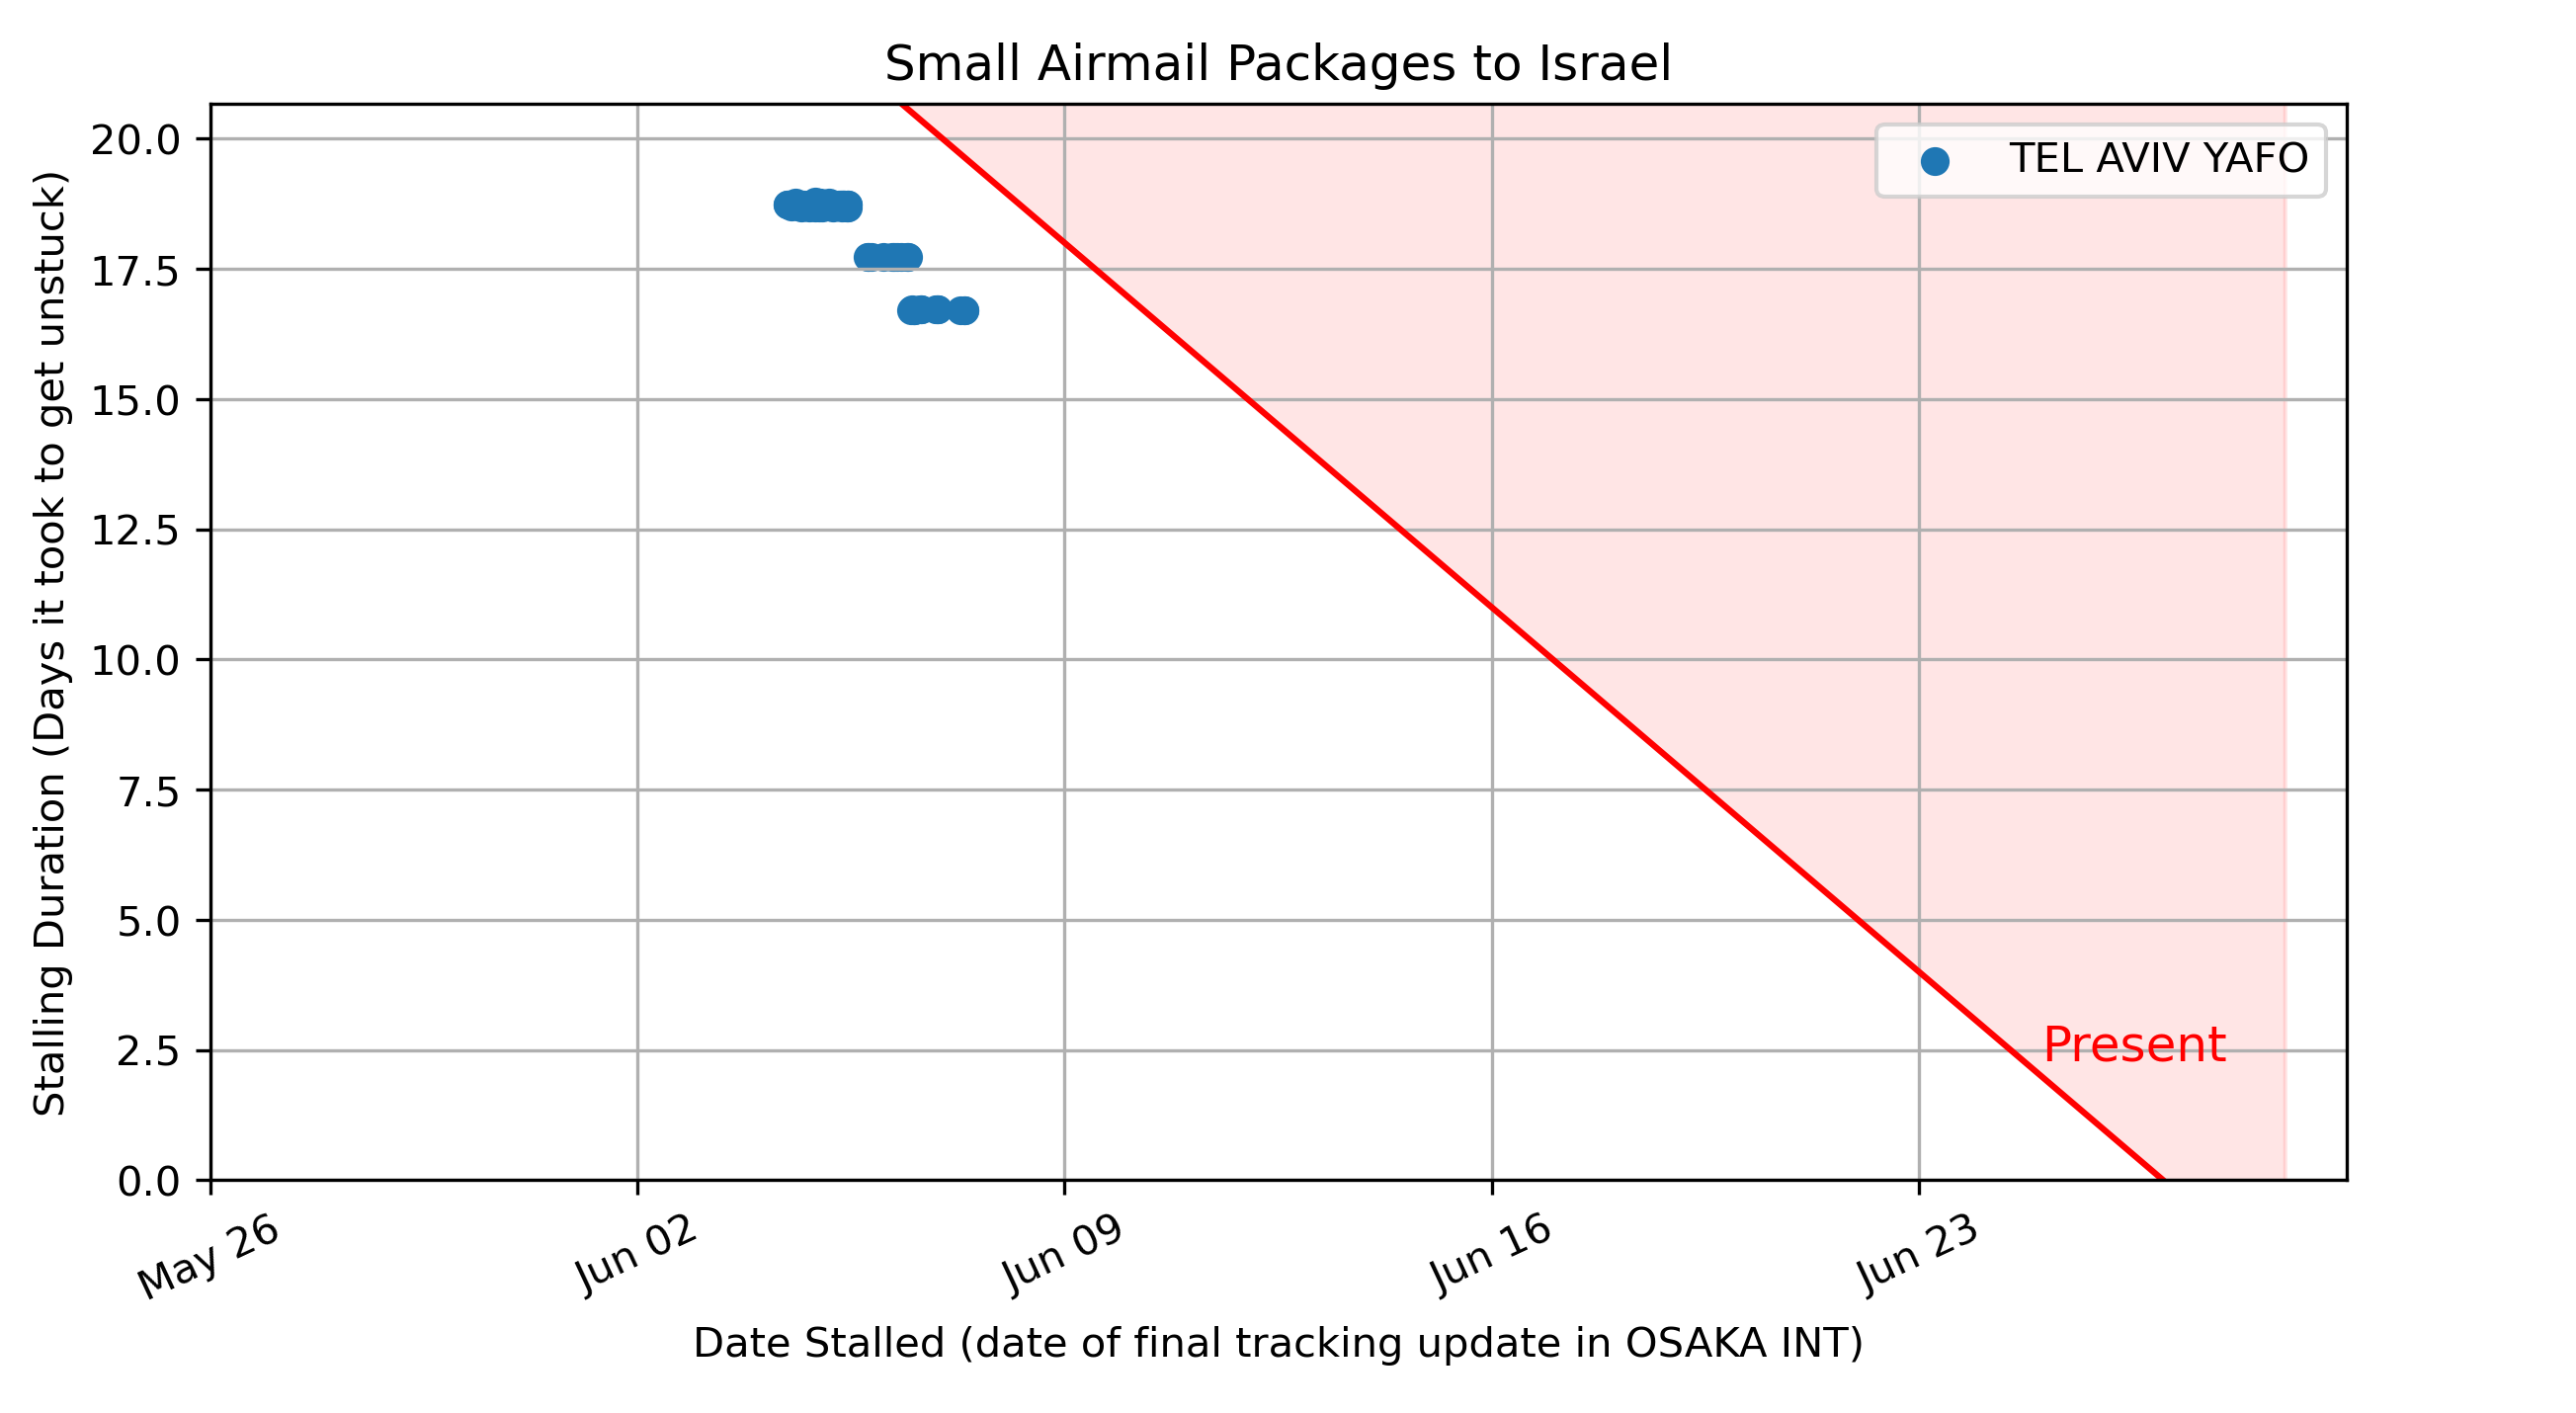 Small Airmail Packages to Israel
TEL AVIV YAFO
Stalling Duration (Days it took to get unstuck)
20.0
17.5
15.0
12.5
10.0
7.5
5.0
2.5
0.0
Present
May 26
Jun 02
Jun 09
Jun 16
Jun 23
Date Stalled (date of final tracking update in OSAKA INT)